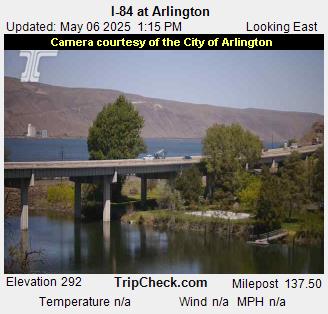 I-84 at Arlington
Updated: May 06 2025 1:15 PM Looking East
Camera courtesy of the City of Arlington
Elevation 292 TripCheck.com Milepost 137.50
Temperature n/a Wind n/a MPH n/a